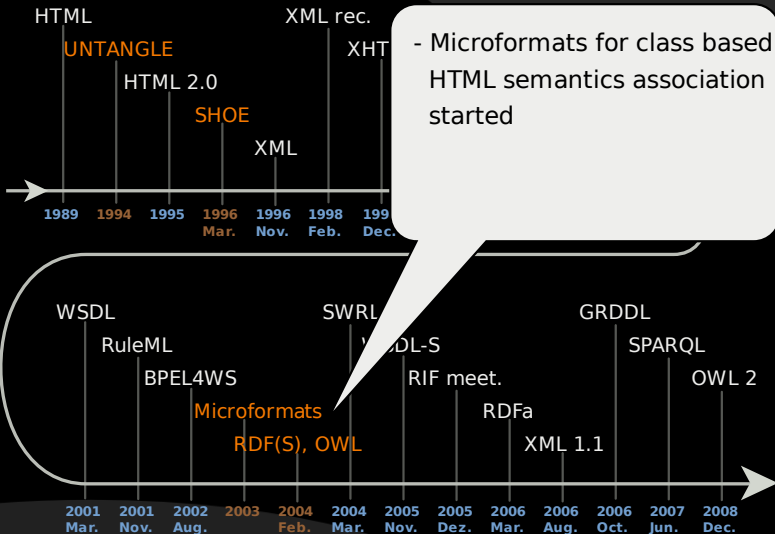 HTML
XML rec.
UNTANGLE
XHT
HTML 2.0
SHOE
XML
1989 1994 1995 1996 1996 1998 199
Mar. Nov. Feb. Dec.
- Microformats for class based
HTML semantics association
started
WSDL SWRL GRDDL
RuleML DL-S SPARQL
BPEL4WS RIF meet. OWL 2
Microformats RDFa
RDF(S), OWL XML 1.1
2001 2001 2002 2003 2004 2004 2005 2005 2006 2006 2006 2007 2008
Mar. Nov. Aug. Feb. Mar. Nov. Dez. Mar. Aug. Oct. Jun. Dec.